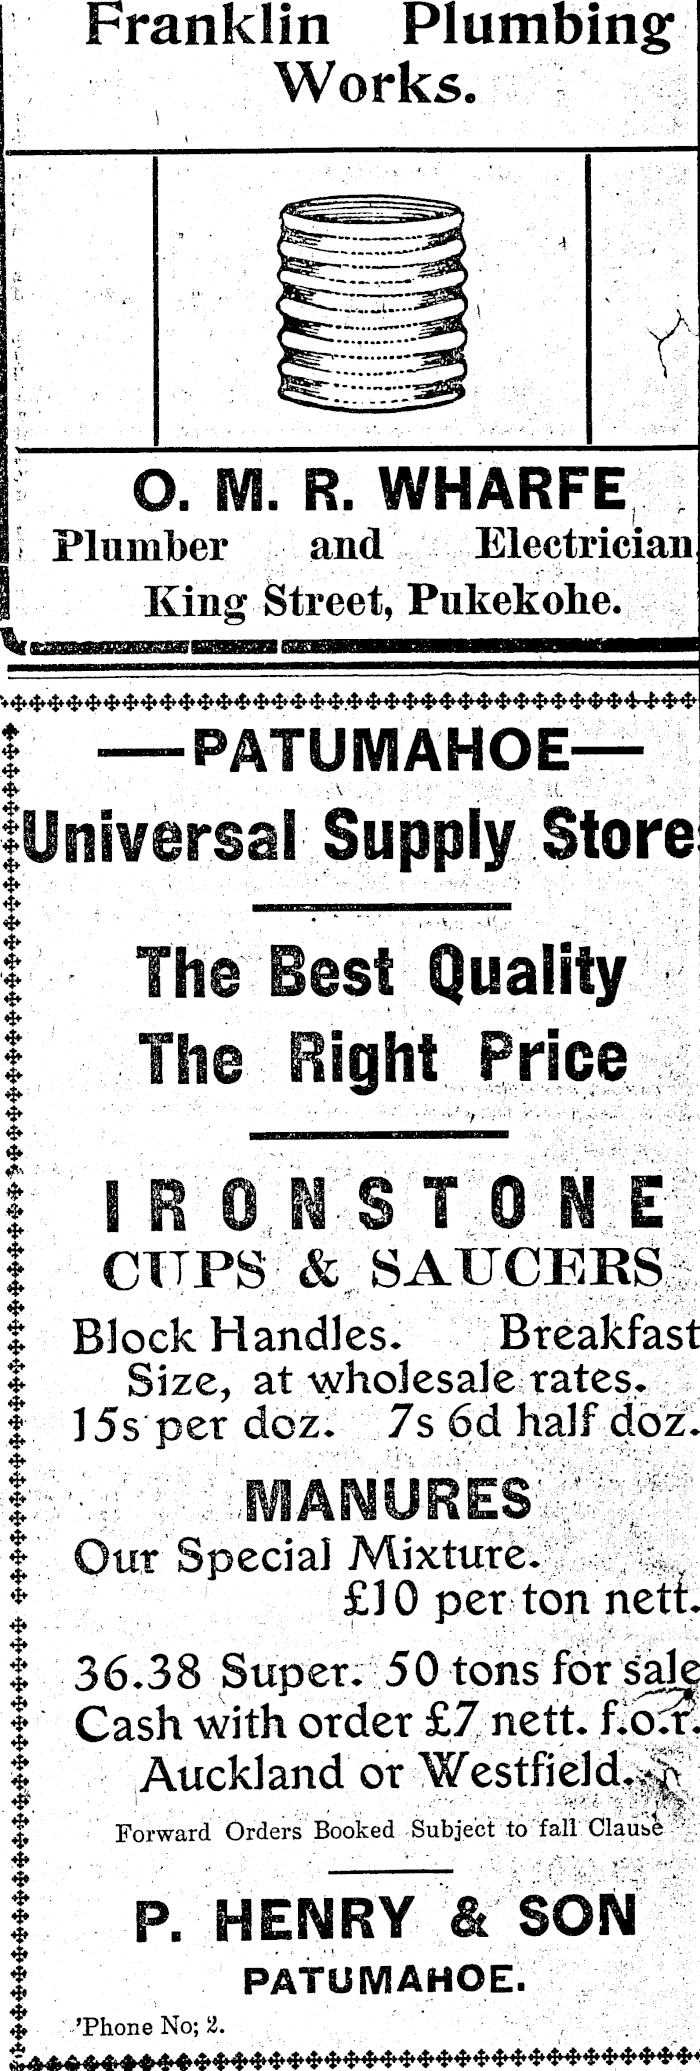 Franklin Plumbing
Works.
O. M. R. WHARFE
Plumber and Electrician,
King Street, Pukekohe.
—PATUMAHOE—
Universal Supply Stores
The Best Quality
The Right Price
IRONSTONE
CUPS & SAUCERS
Block Handles. Breakfast
Size, at wholesale rates.
15s per doz. 7s 6d half doz.
MANURES
Our Special Mixture.
£10 per ton nett.
36.38 Super. 50 tons for sale
Cash with order £7 nett. f.o.r.
Auckland or Westfield.
Forward Orders Booked Subject to fall Clause
P. HENRY & SON
PATUMAHOE.
'Phone No; 2.